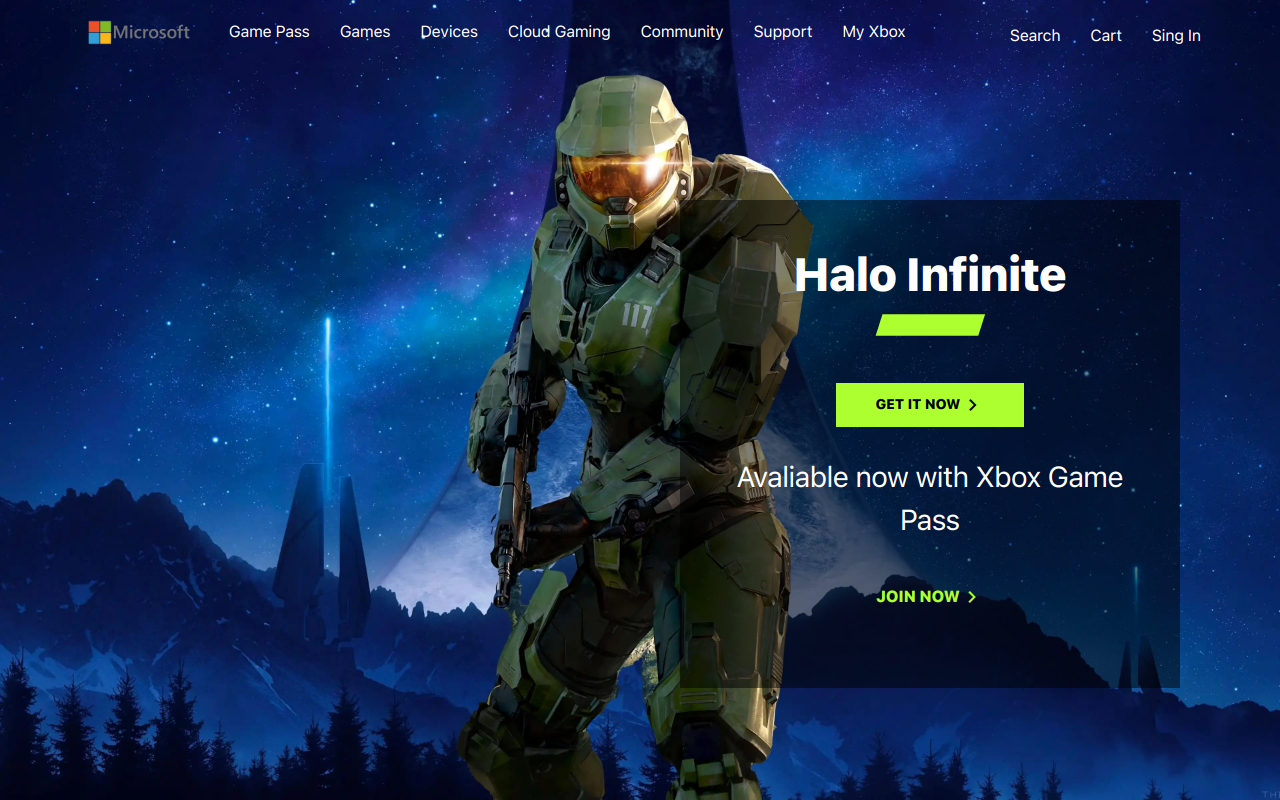 Microsoft Game Pass Games Devices Cloud Gaming Community Support My Xbox Search Cart Sing In
Halo Infinite
117
GET IT NOW
Avaliable now with Xbox Game
Pass
JOIN NOW